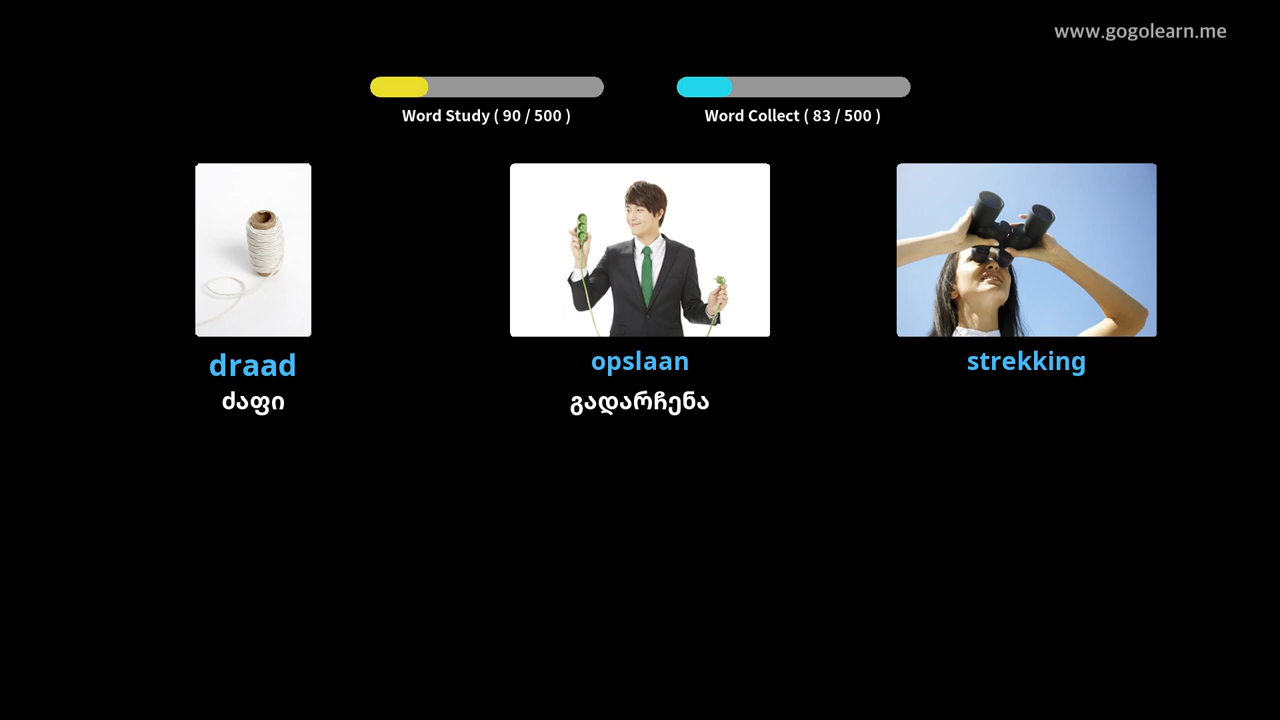 www.gogolearn.me
Word Study ( 90 / 500 )
Word Collect ( 83 / 500 )
draad
opslaan
strekking
ძაფი
გადარჩენა